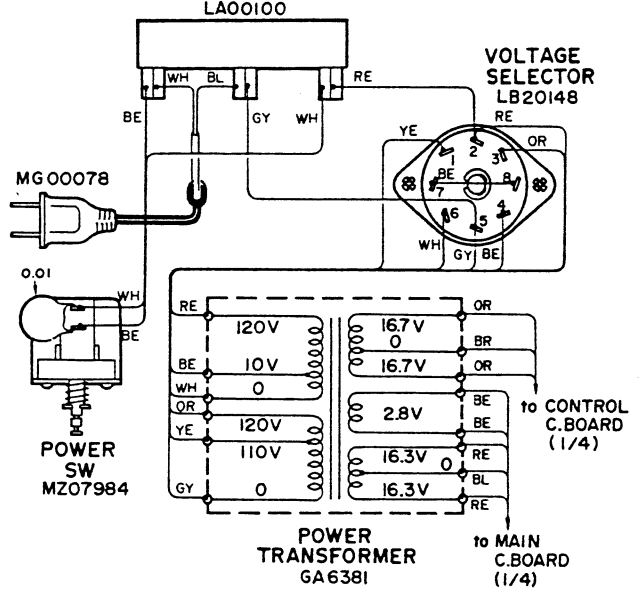 LA00100
WH BL RE
BE GY WH
VOLTAGE
SELECTOR
LB20148
RE
YE OR
1 2 3
BE
7 8
6 5 4
WH GY BE
MG00078
0.01
WH
BE
POWER
SW
MZ07984
RE 120V 16.7V OR
0 BR
BE 10V 16.7V OR
WH 0
BE
OR 120V 2.8V
BE
YE 110V 16.3V RE
0 BL
GY 0 16.3V RE
to CONTROL
C.BOARD
(1/4)
POWER
TRANSFORMER
GA6381
to MAIN
C.BOARD
(1/4)